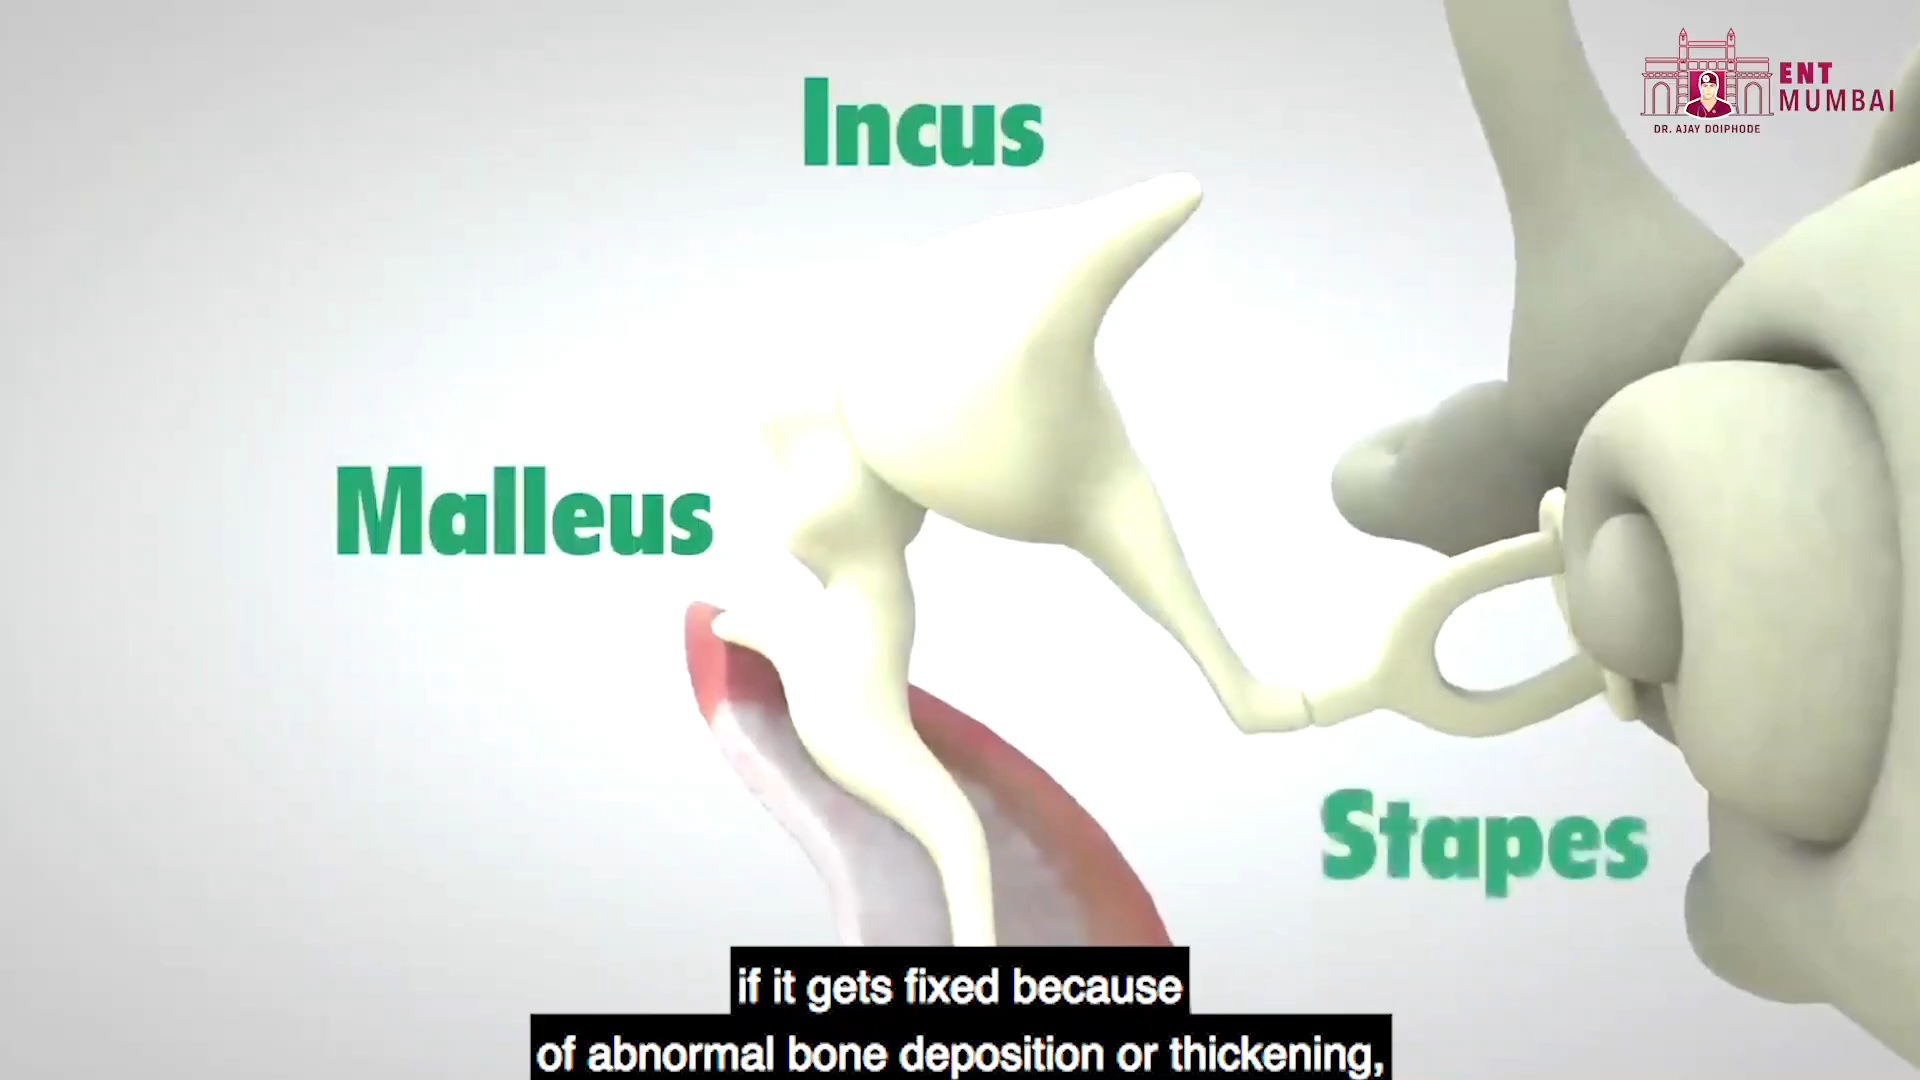 ENT
MUMBAI
DR. AJAY DOIPHODE
Incus
Malleus
Stapes
if it gets fixed because
of abnormal bone deposition or thickening,